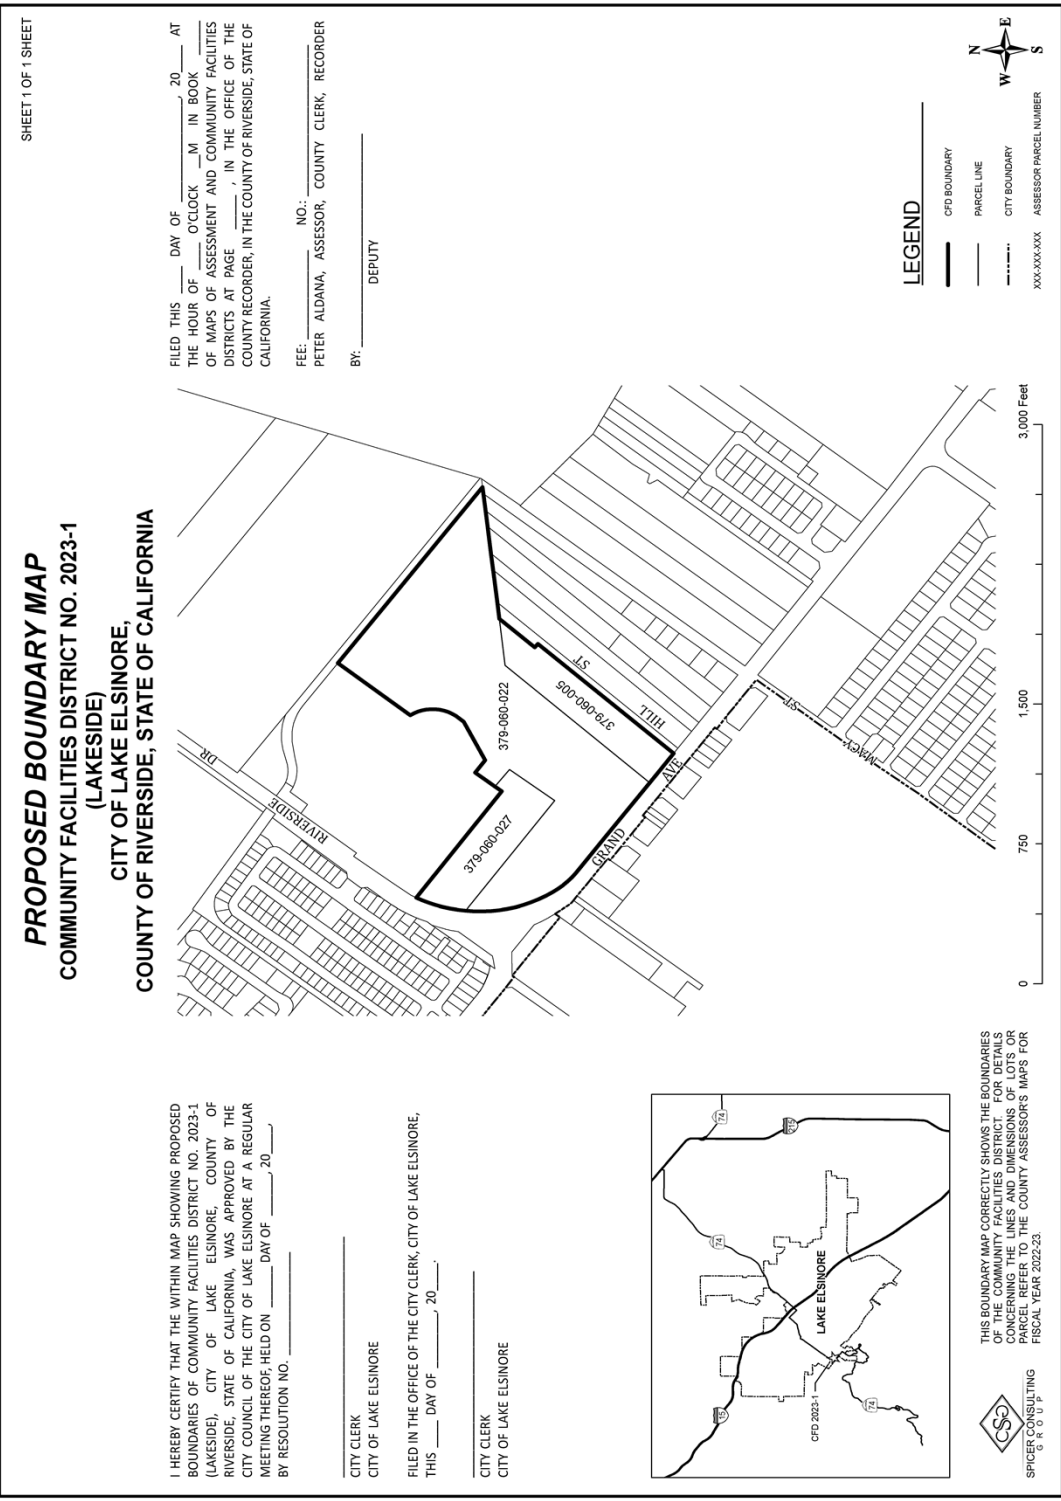 SHEET 1 OF 1 SHEET
PROPOSED BOUNDARY MAP
COMMUNITY FACILITIES DISTRICT NO. 2023-1
(LAKESIDE)
CITY OF LAKE ELSINORE,
COUNTY OF RIVERSIDE, STATE OF CALIFORNIA
I HEREBY CERTIFY THAT THE WITHIN MAP SHOWING PROPOSED
BOUNDARIES OF COMMUNITY FACILITIES DISTRICT NO. 2023-1
(LAKESIDE), CITY OF LAKE ELSINORE, COUNTY OF
RIVERSIDE, STATE OF CALIFORNIA, WAS APPROVED BY THE
CITY COUNCIL OF THE CITY OF LAKE ELSINORE AT A REGULAR
MEETING THEREOF, HELD ON ______ DAY OF ______, 20___,
BY RESOLUTION NO. ____________
CITY CLERK
CITY OF LAKE ELSINORE
FILED IN THE OFFICE OF THE CITY CLERK, CITY OF LAKE ELSINORE,
THIS ____ DAY OF ________, 20___.
CITY CLERK
CITY OF LAKE ELSINORE
FILED THIS ____ DAY OF ____________, 20____ AT
THE HOUR OF ____ O'CLOCK __M IN BOOK ____
OF MAPS OF ASSESSMENT AND COMMUNITY FACILITIES
DISTRICTS AT PAGE ____, IN THE OFFICE OF THE
COUNTY RECORDER, IN THE COUNTY OF RIVERSIDE, STATE OF
CALIFORNIA.
FEE: ____________ NO.: ________________
PETER ALDANA, ASSESSOR, COUNTY CLERK, RECORDER
BY: ________________________
DEPUTY
RIVERSIDE DR
379-060-022
379-060-005
379-060-027
HILL ST
GRAND AVE
MACY ST
LEGEND
CFD BOUNDARY
PARCEL LINE
CITY BOUNDARY
XXX-XXX-XXX ASSESSOR PARCEL NUMBER
N
E
W
S
0 750 1,500 3,000 Feet
74
215
74
15
74
LAKE ELSINORE
CFD 2023-1
CSG
SPICER CONSULTING
GROUP
THIS BOUNDARY MAP CORRECTLY SHOWS THE BOUNDARIES
OF THE COMMUNITY FACILITIES DISTRICT. FOR DETAILS
CONCERNING THE LINES AND DIMENSIONS OF LOTS OR
PARCEL REFER TO THE COUNTY ASSESSOR'S MAPS FOR
FISCAL YEAR 2022-23.